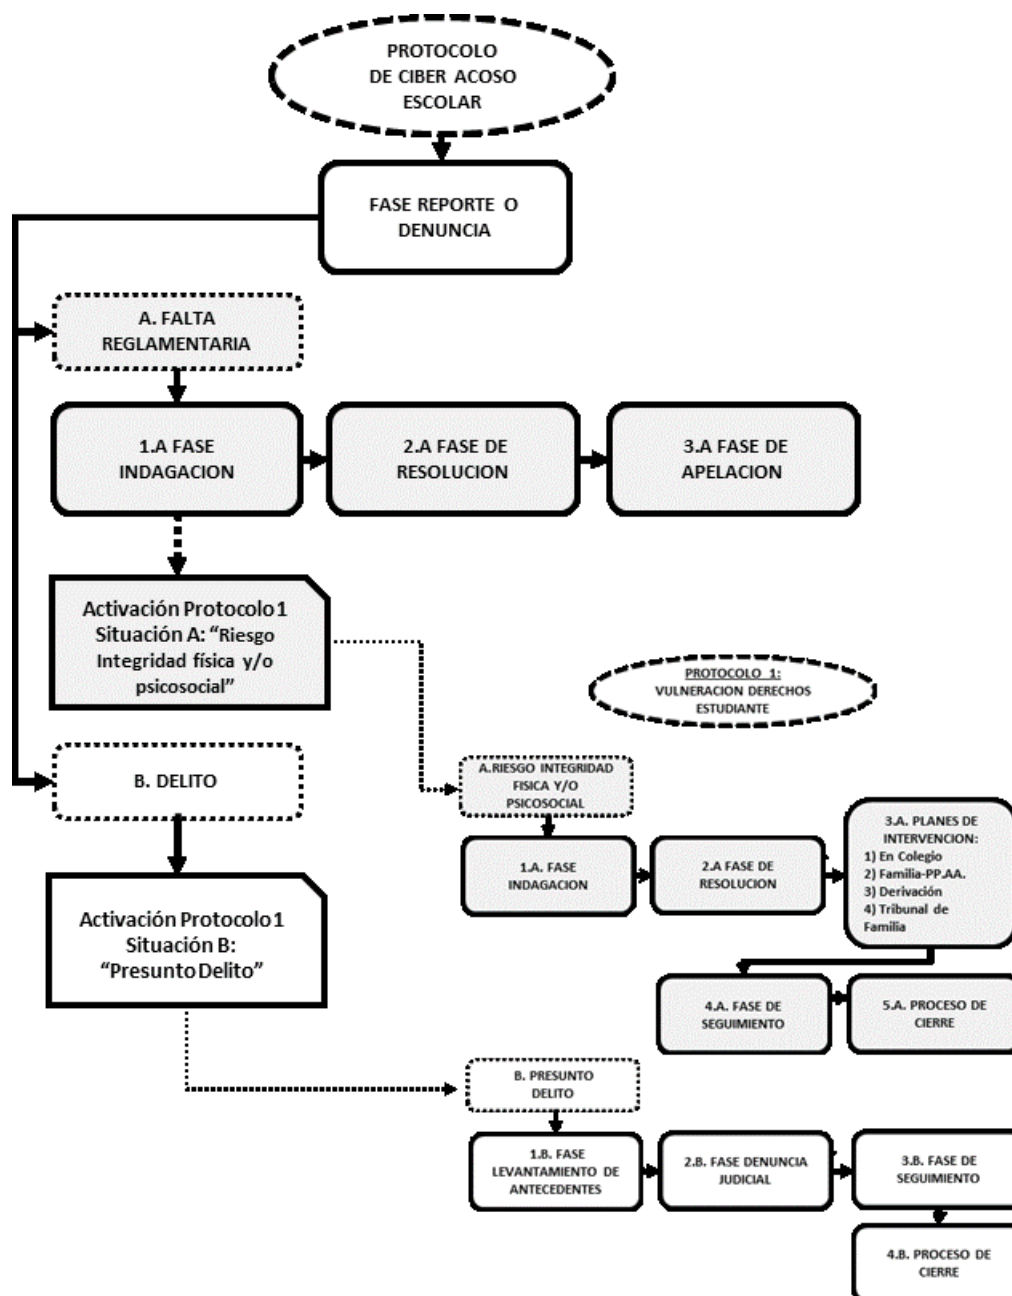 PROTOCOLO
DE CIBER ACOSO
ESCOLAR
FASE REPORTE O
DENUNCIA
A. FALTA
REGLAMENTARIA
1.A FASE
INDAGACION
2.A FASE DE
RESOLUCION
3.A FASE DE
APELACION
Activación Protocolo 1
Situación A: “Riesgo
Integridad física y/o
psicosocial”
B. DELITO
Activación Protocolo 1
Situación B:
“Presunto Delito”
PROTOCOLO 1:
VULNERACION DERECHOS
ESTUDIANTE
A.RIESGO INTEGRIDAD
FISICA Y/O
PSICOSOCIAL
1.A. FASE
INDAGACION
2.A FASE DE
RESOLUCION
3.A. PLANES DE
INTERVENCION:
1) En Colegio
2) Familia-PP.AA.
3) Derivación
4) Tribunal de
Familia
4.A. FASE DE
SEGUIMIENTO
5.A. PROCESO DE
CIERRE
B. PRESUNTO
DELITO
1.B. FASE
LEVANTAMIENTO DE
ANTECEDENTES
2.B. FASE DENUNCIA
JUDICIAL
3.B. FASE DE
SEGUIMIENTO
4.B. PROCESO DE
CIERRE